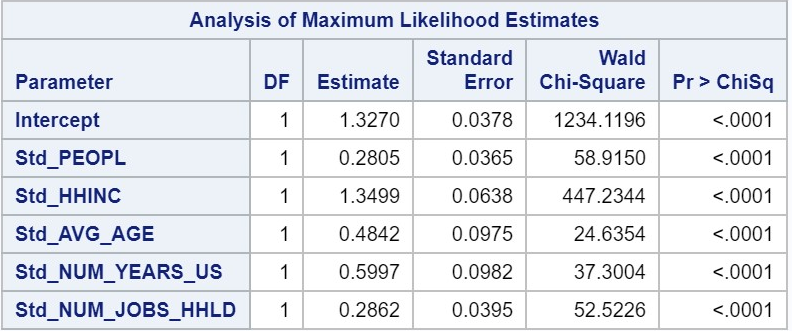 Analysis of Maximum Likelihood Estimates
Parameter DF Estimate Standard Error Wald Chi-Square Pr > ChiSq
Intercept 1 1.3270 0.0378 1234.1196 <.0001
Std_PEOPL 1 0.2805 0.0365 58.9150 <.0001
Std_HHINC 1 1.3499 0.0638 447.2344 <.0001
Std_AVG_AGE 1 0.4842 0.0975 24.6354 <.0001
Std_NUM_YEARS_US 1 0.5997 0.0982 37.3004 <.0001
Std_NUM_JOBS_HHLD 1 0.2862 0.0395 52.5226 <.0001